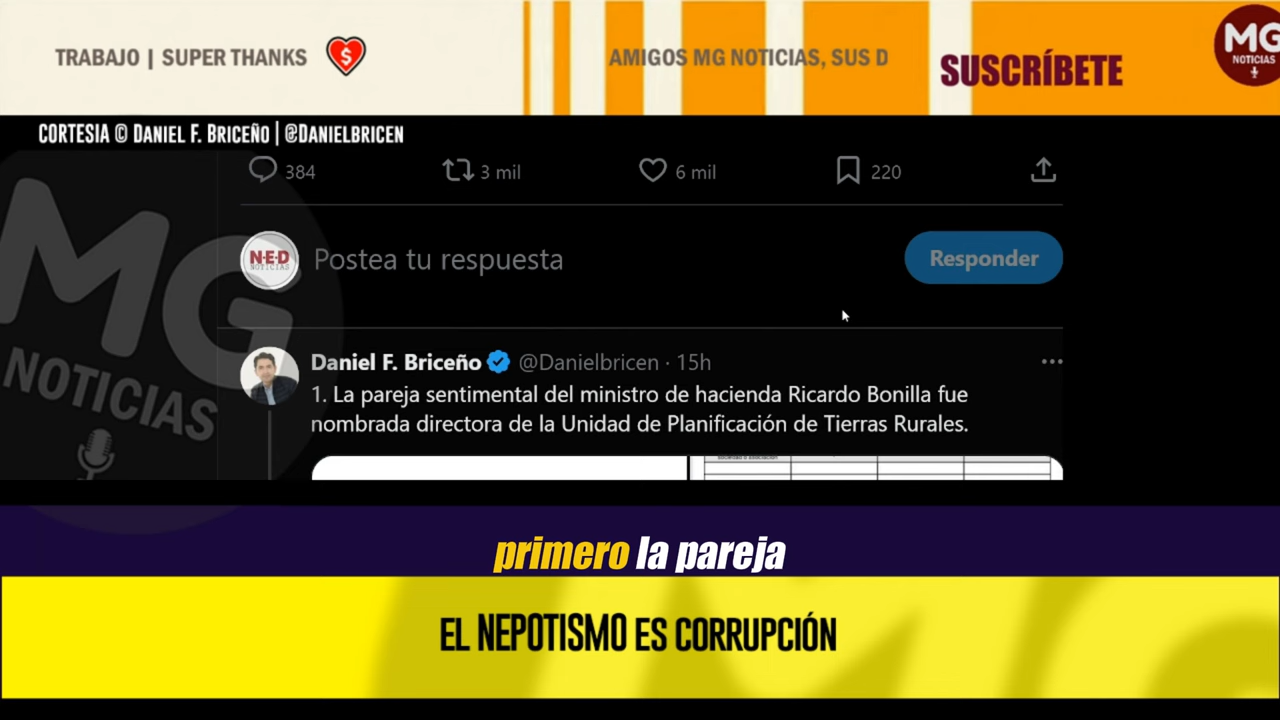 TRABAJO | SUPER THANKS
AMIGOS MG NOTICIAS, SUS D
SUSCRÍBETE
MG
NOTICIAS
CORTESIA © DANIEL F. BRICEÑO | @DANIELBRICEN
384
3 mil
6 mil
220
N·E·D
NOTICIAS
Postea tu respuesta
Responder
MG
NOTICIAS
Daniel F. Briceño @Danielbricen · 15h
1. La pareja sentimental del ministro de hacienda Ricardo Bonilla fue
nombrada directora de la Unidad de Planificación de Tierras Rurales.
primero la pareja
EL NEPOTISMO ES CORRUPCIÓN